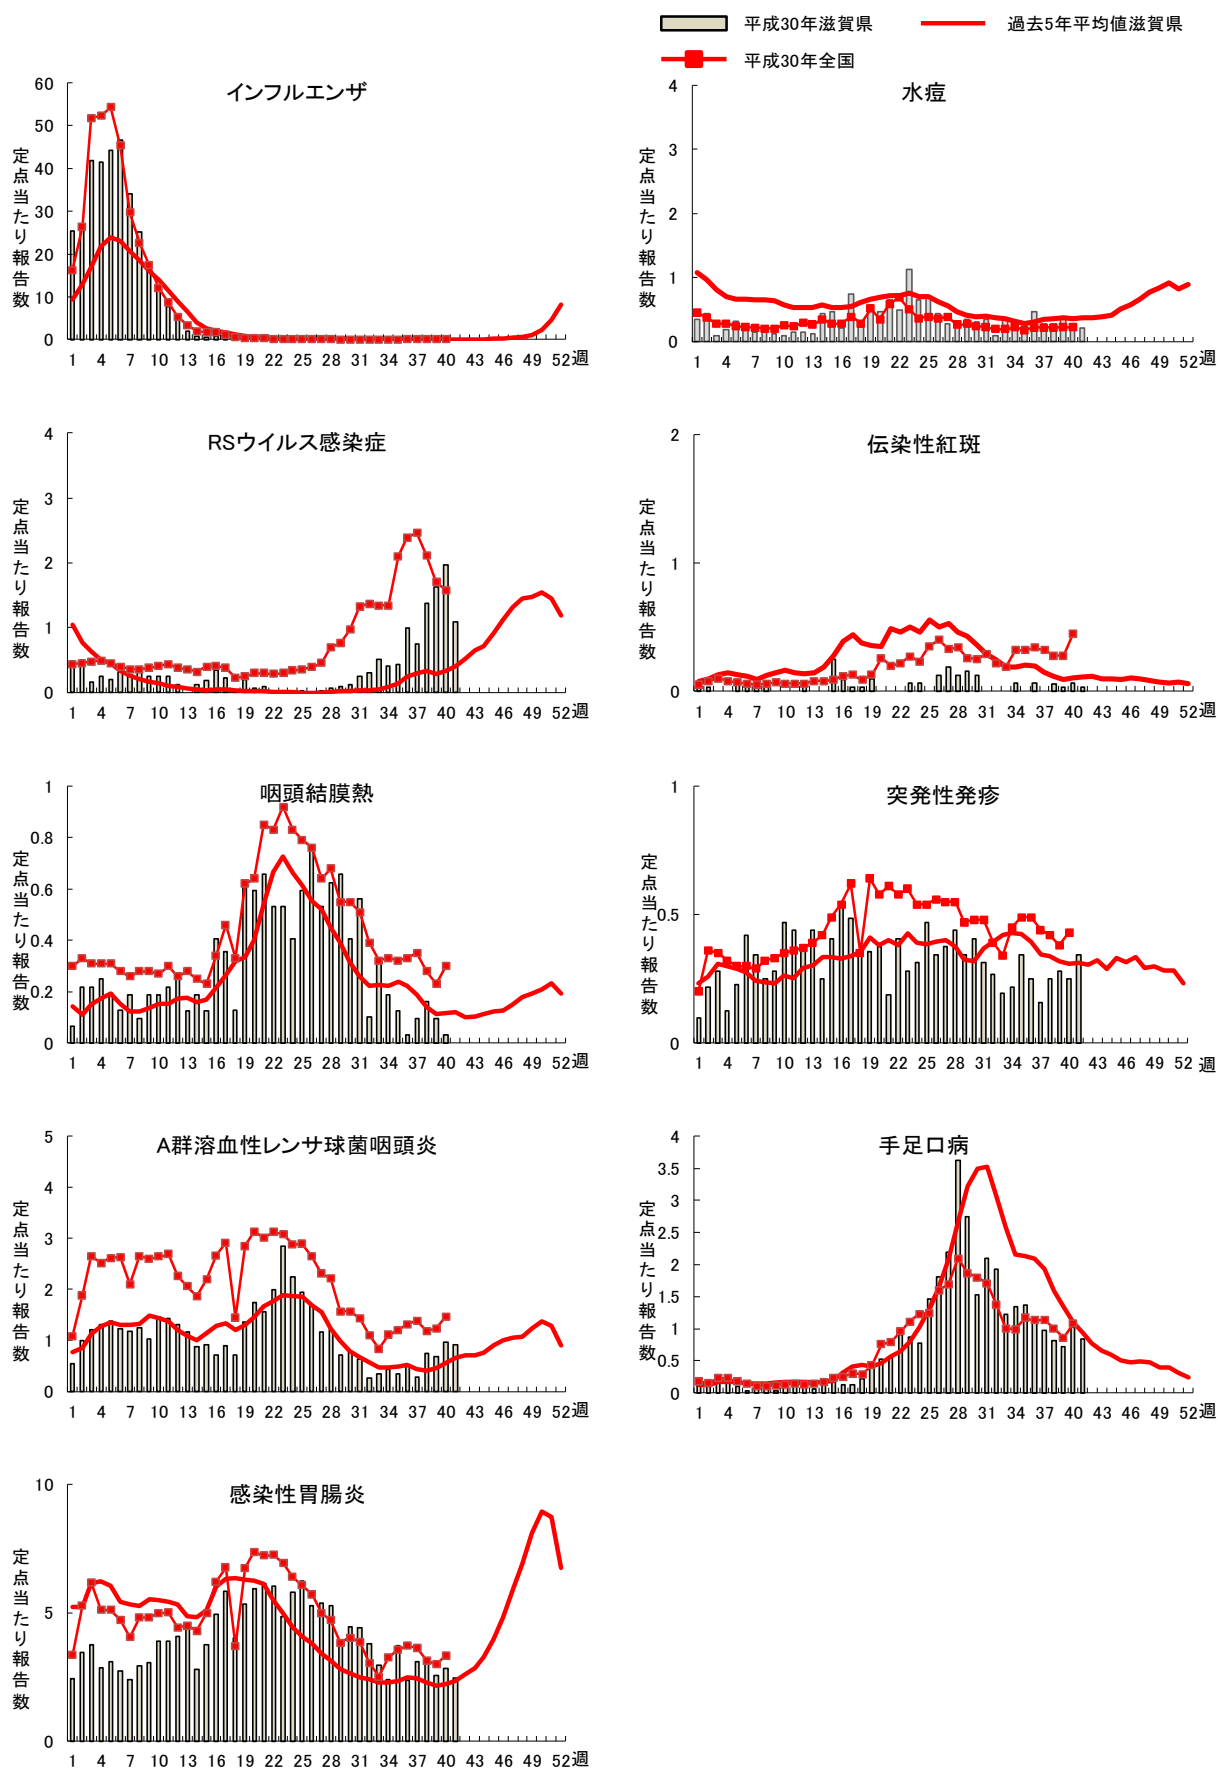 平成30年滋賀県
過去5年平均値滋賀県
平成30年全国
インフルエンザ
定点当たり報告数
60
50
40
30
20
10
0
1 4 7 10 13 16 19 22 25 28 31 34 37 40 43 46 49 52週
水痘
定点当たり報告数
4
3
2
1
0
1 4 7 10 13 16 19 22 25 28 31 34 37 40 43 46 49 52週
RSウイルス感染症
定点当たり報告数
4
3
2
1
0
1 4 7 10 13 16 19 22 25 28 31 34 37 40 43 46 49 52週
伝染性紅斑
定点当たり報告数
2
1
0
1 4 7 10 13 16 19 22 25 28 31 34 37 40 43 46 49 52週
咽頭結膜熱
定点当たり報告数
1
0.8
0.6
0.4
0.2
0
1 4 7 10 13 16 19 22 25 28 31 34 37 40 43 46 49 52週
突発性発疹
定点当たり報告数
1
0.5
0
1 4 7 10 13 16 19 22 25 28 31 34 37 40 43 46 49 52週
A群溶血性レンサ球菌咽頭炎
定点当たり報告数
5
4
3
2
1
0
1 4 7 10 13 16 19 22 25 28 31 34 37 40 43 46 49 52週
手足口病
定点当たり報告数
4
3.5
3
2.5
2
1.5
1
0.5
0
1 4 7 10 13 16 19 22 25 28 31 34 37 40 43 46 49 52週
感染性胃腸炎
定点当たり報告数
10
5
0
1 4 7 10 13 16 19 22 25 28 31 34 37 40 43 46 49 52週